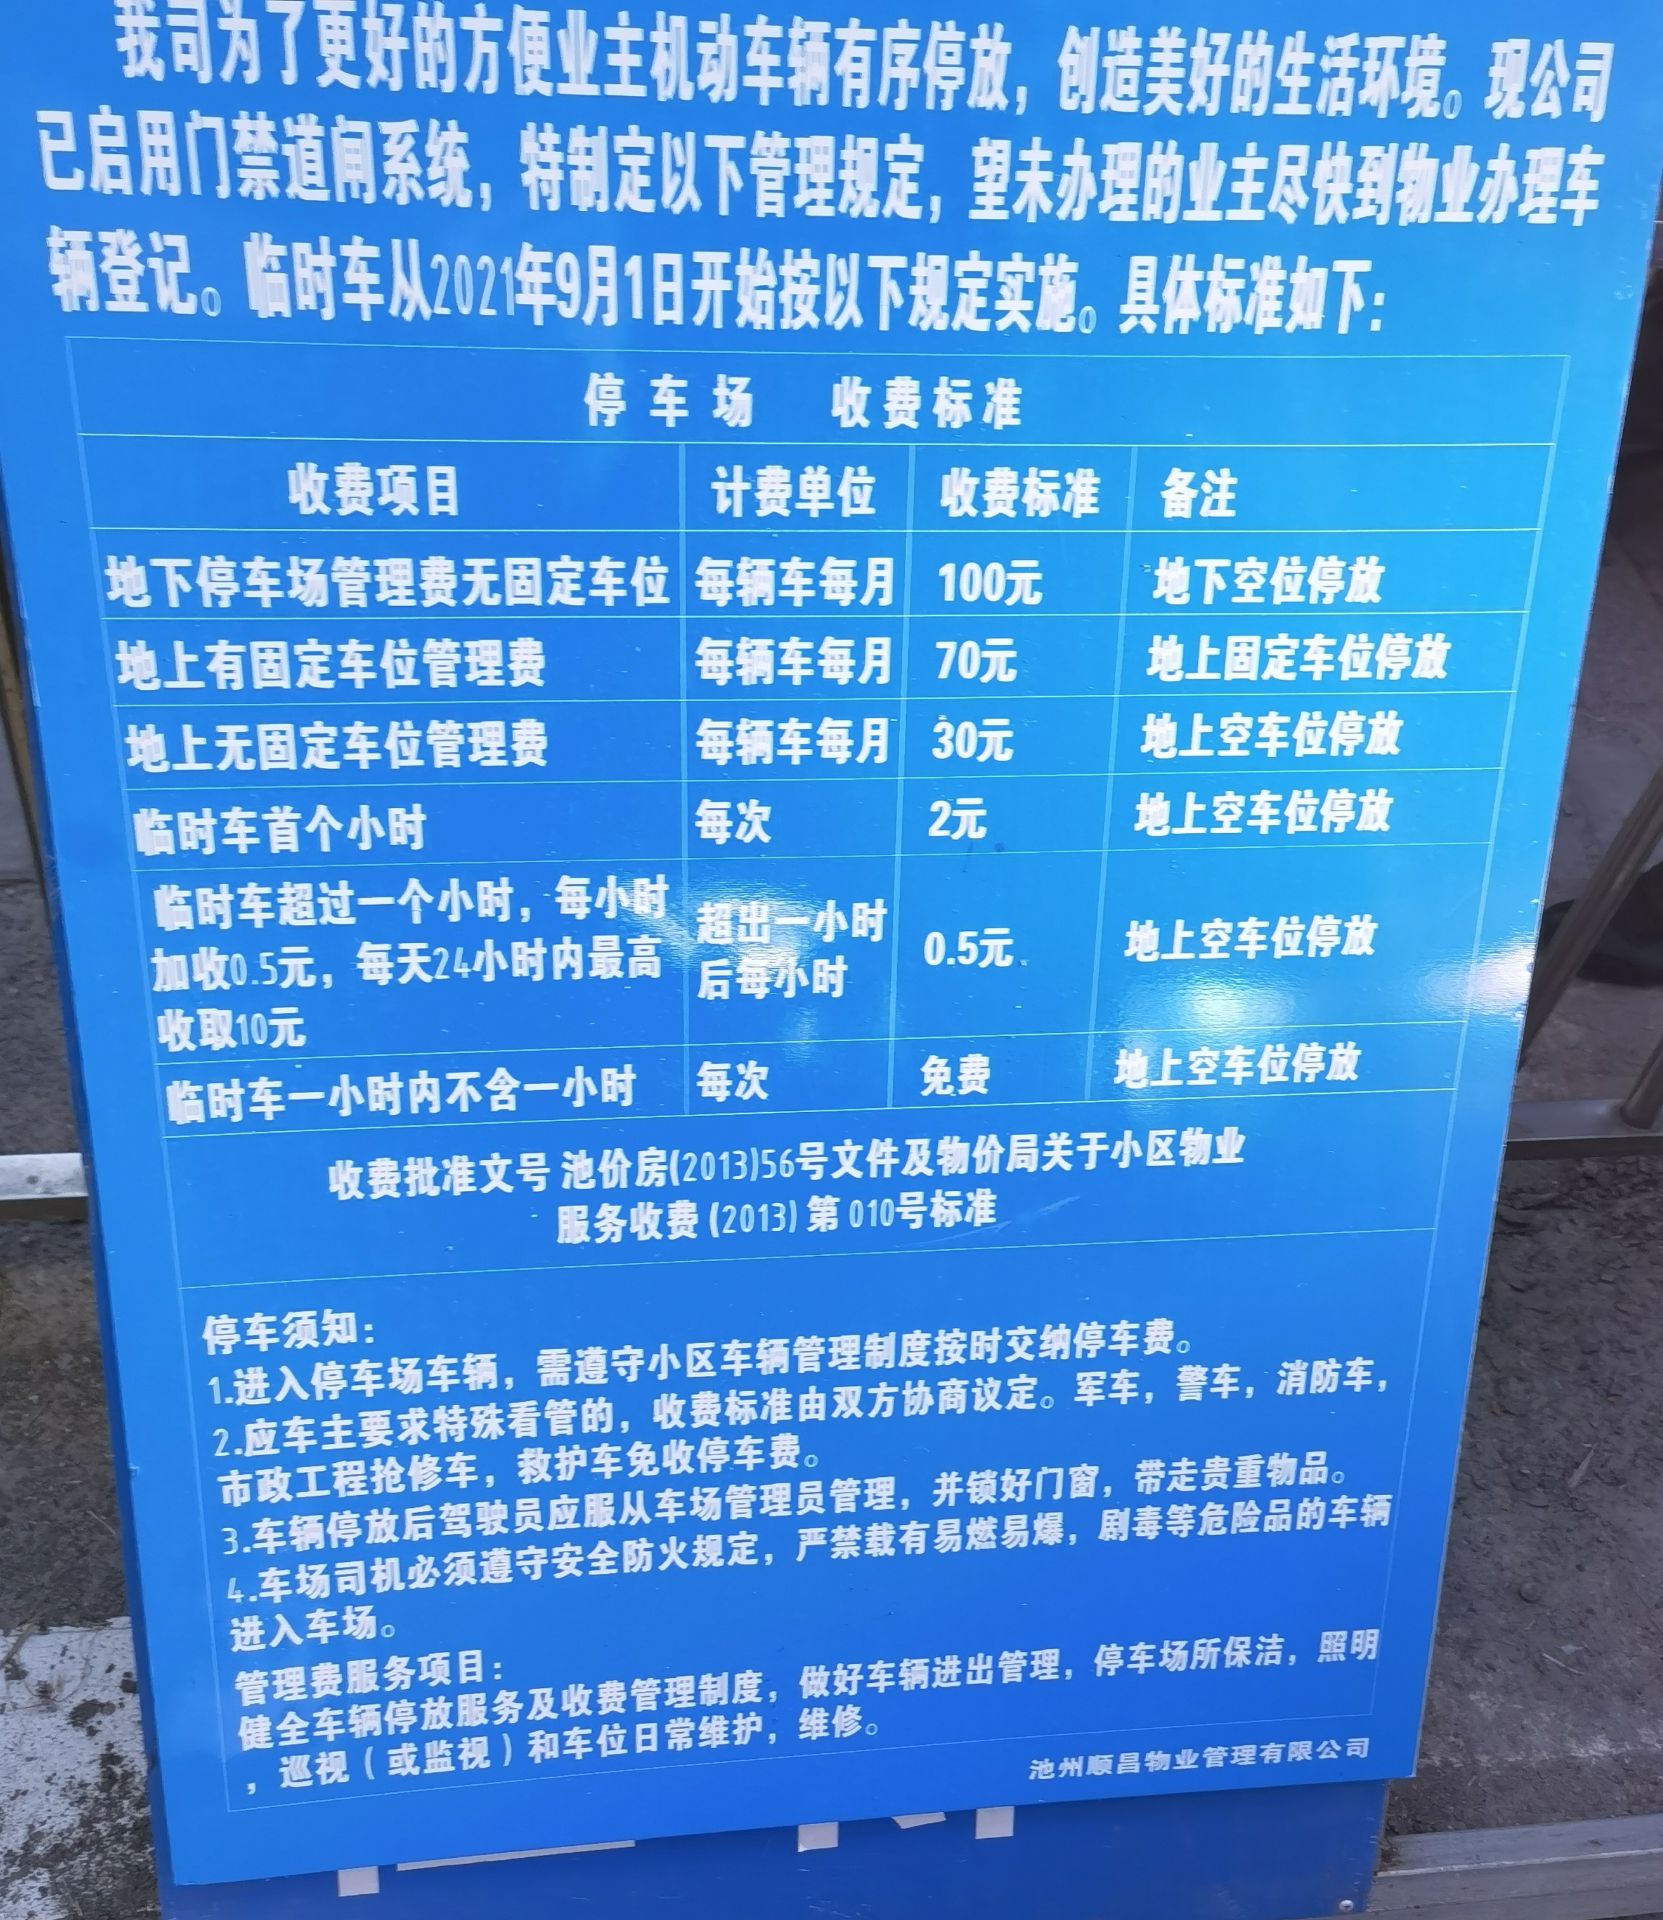 我司为了更好的方便业主机动车辆有序停放，创造美好的生活环境。现公司
已启用门禁道闸系统，特制定以下管理规定，望未办理的业主尽快到物业办理车
辆登记。临时车从2021年9月1日开始按以下规定实施。具体标准如下：
停车场 收费标准
收费项目 计费单位 收费标准 备注
地下停车场管理费无固定车位 每辆车每月 100元 地下空位停放
地上有固定车位管理费 每辆车每月 70元 地上固定车位停放
地上无固定车位管理费 每辆车每月 30元 地上空车位停放
临时车首个小时 每次 2元 地上空车位停放
临时车超过一个小时，每小时
加收0.5元，每天24小时内最高
收取10元
超出一小时
后每小时
0.5元
地上空车位停放
临时车一小时内不含一小时 每次 免费 地上空车位停放
收费批准文号 池价房(2013)56号文件及物价局关于小区物业
服务收费(2013)第010号标准
停车须知：
1.进入停车场车辆，需遵守小区车辆管理制度按时交纳停车费。
2.应车主要求特殊看管的，收费标准由双方协商议定。军车，警车，消防车，
市政工程抢修车，救护车免收停车费。
3.车辆停放后驾驶员应服从车场管理员管理，并锁好门窗，带走贵重物品。
4.车场司机必须遵守安全防火规定，严禁载有易燃易爆，剧毒等危险品的车辆
进入车场。
管理费服务项目：
健全车辆停放服务及收费管理制度，做好车辆进出管理，停车场所保洁，照明
，巡视（或监视）和车位日常维护，维修。
池州顺昌物业管理有限公司